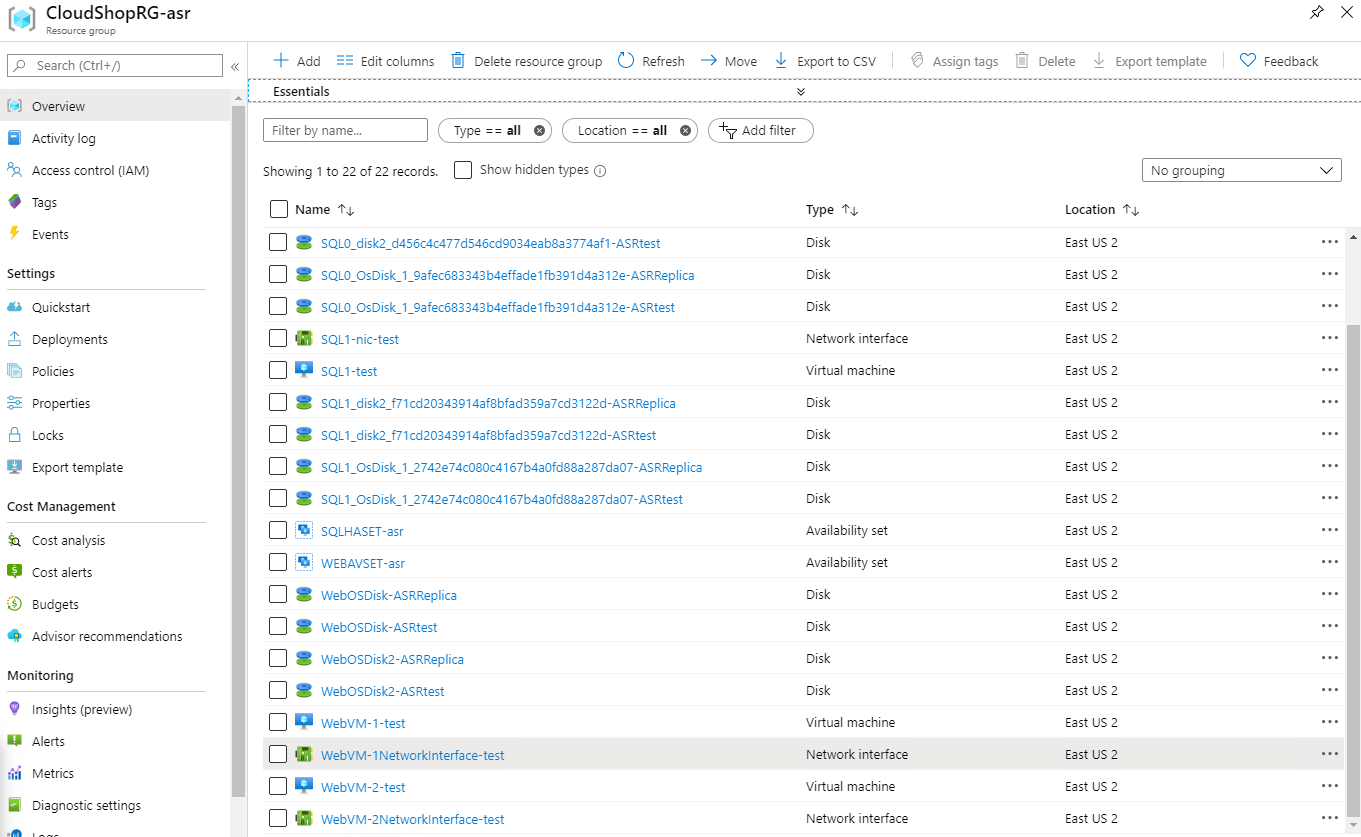 CloudShopRG-asr
Resource group
Search (Ctrl+/)
«
Overview
Activity log
Access control (IAM)
Tags
Events
Settings
Quickstart
Deployments
Policies
Properties
Locks
Export template
Cost Management
Cost analysis
Cost alerts
Budgets
Advisor recommendations
Monitoring
Insights (preview)
Alerts
Metrics
Diagnostic settings
Logs
Add Edit columns Delete resource group Refresh Move Export to CSV Assign tags Delete Export template Feedback
Essentials
Filter by name... Type == all Location == all Add filter
Showing 1 to 22 of 22 records. Show hidden types No grouping
Name Type Location
SQL0_disk2_d456c4c477d546cd9034eab8a3774af1-ASRtest Disk East US 2
SQL0_OsDisk_1_9afec683343b4effade1fb391d4a312e-ASRReplica Disk East US 2
SQL0_OsDisk_1_9afec683343b4effade1fb391d4a312e-ASRtest Disk East US 2
SQL1-nic-test Network interface East US 2
SQL1-test Virtual machine East US 2
SQL1_disk2_f71cd20343914af8bfad359a7cd3122d-ASRReplica Disk East US 2
SQL1_disk2_f71cd20343914af8bfad359a7cd3122d-ASRtest Disk East US 2
SQL1_OsDisk_1_2742e74c080c4167b4a0fd88a287da07-ASRReplica Disk East US 2
SQL1_OsDisk_1_2742e74c080c4167b4a0fd88a287da07-ASRtest Disk East US 2
SQLHASET-asr Availability set East US 2
WEBAVSET-asr Availability set East US 2
WebOSDisk-ASRReplica Disk East US 2
WebOSDisk-ASRtest Disk East US 2
WebOSDisk2-ASRReplica Disk East US 2
WebOSDisk2-ASRtest Disk East US 2
WebVM-1-test Virtual machine East US 2
WebVM-1NetworkInterface-test Network interface East US 2
WebVM-2-test Virtual machine East US 2
WebVM-2NetworkInterface-test Network interface East US 2